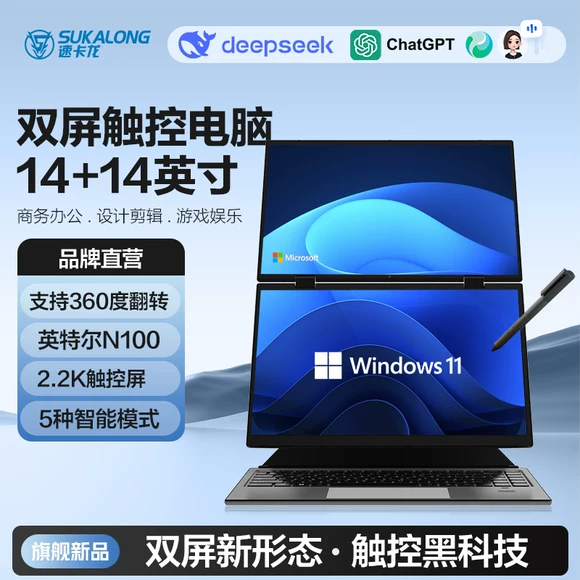 SUKALONG
速卡龙
deepseek
ChatGPT
双屏触控电脑
14+14英寸
商务办公 . 设计剪辑 . 游戏娱乐
品牌直营
支持360度翻转
英特尔N100
2.2K触控屏
5种智能模式
Microsoft
Windows 11
旗舰新品
双屏新形态·触控黑科技